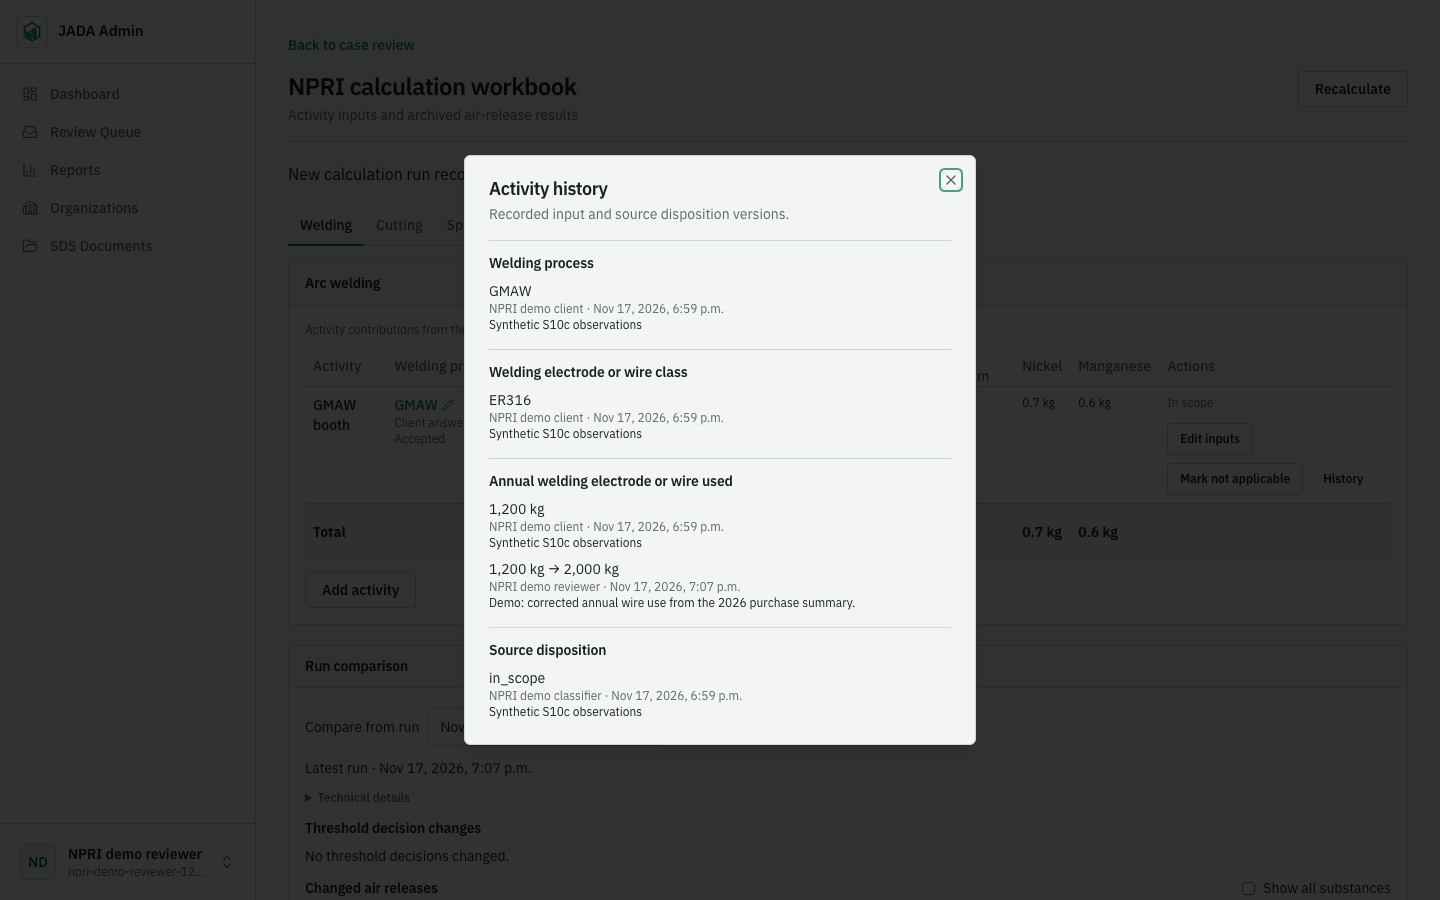 JADA Admin
Dashboard
Review Queue
Reports
Organizations
SDS Documents
ND
NPRI demo reviewer
npri-demo-reviewer-12...
Back to case review
NPRI calculation workbook
Activity inputs and archived air-release results
Recalculate
New calculation run reco
Welding Cutting Sp
Arc welding
Activity contributions from the
Activity Welding pr m Nickel Manganese Actions
GMAW booth GMAW 0.7 kg 0.6 kg In scope
Client answe
Accepted
Edit inputs
Mark not applicable History
Total 0.7 kg 0.6 kg
Add activity
Run comparison
Compare from run Nov
Latest run · Nov 17, 2026, 7:07 p.m.
Technical details
Threshold decision changes
No threshold decisions changed.
Changed air releases Show all substances
Activity history
Recorded input and source disposition versions.
Welding process
GMAW
NPRI demo client · Nov 17, 2026, 6:59 p.m.
Synthetic S10c observations
Welding electrode or wire class
ER316
NPRI demo client · Nov 17, 2026, 6:59 p.m.
Synthetic S10c observations
Annual welding electrode or wire used
1,200 kg
NPRI demo client · Nov 17, 2026, 6:59 p.m.
Synthetic S10c observations
1,200 kg → 2,000 kg
NPRI demo reviewer · Nov 17, 2026, 7:07 p.m.
Demo: corrected annual wire use from the 2026 purchase summary.
Source disposition
in_scope
NPRI demo classifier · Nov 17, 2026, 6:59 p.m.
Synthetic S10c observations